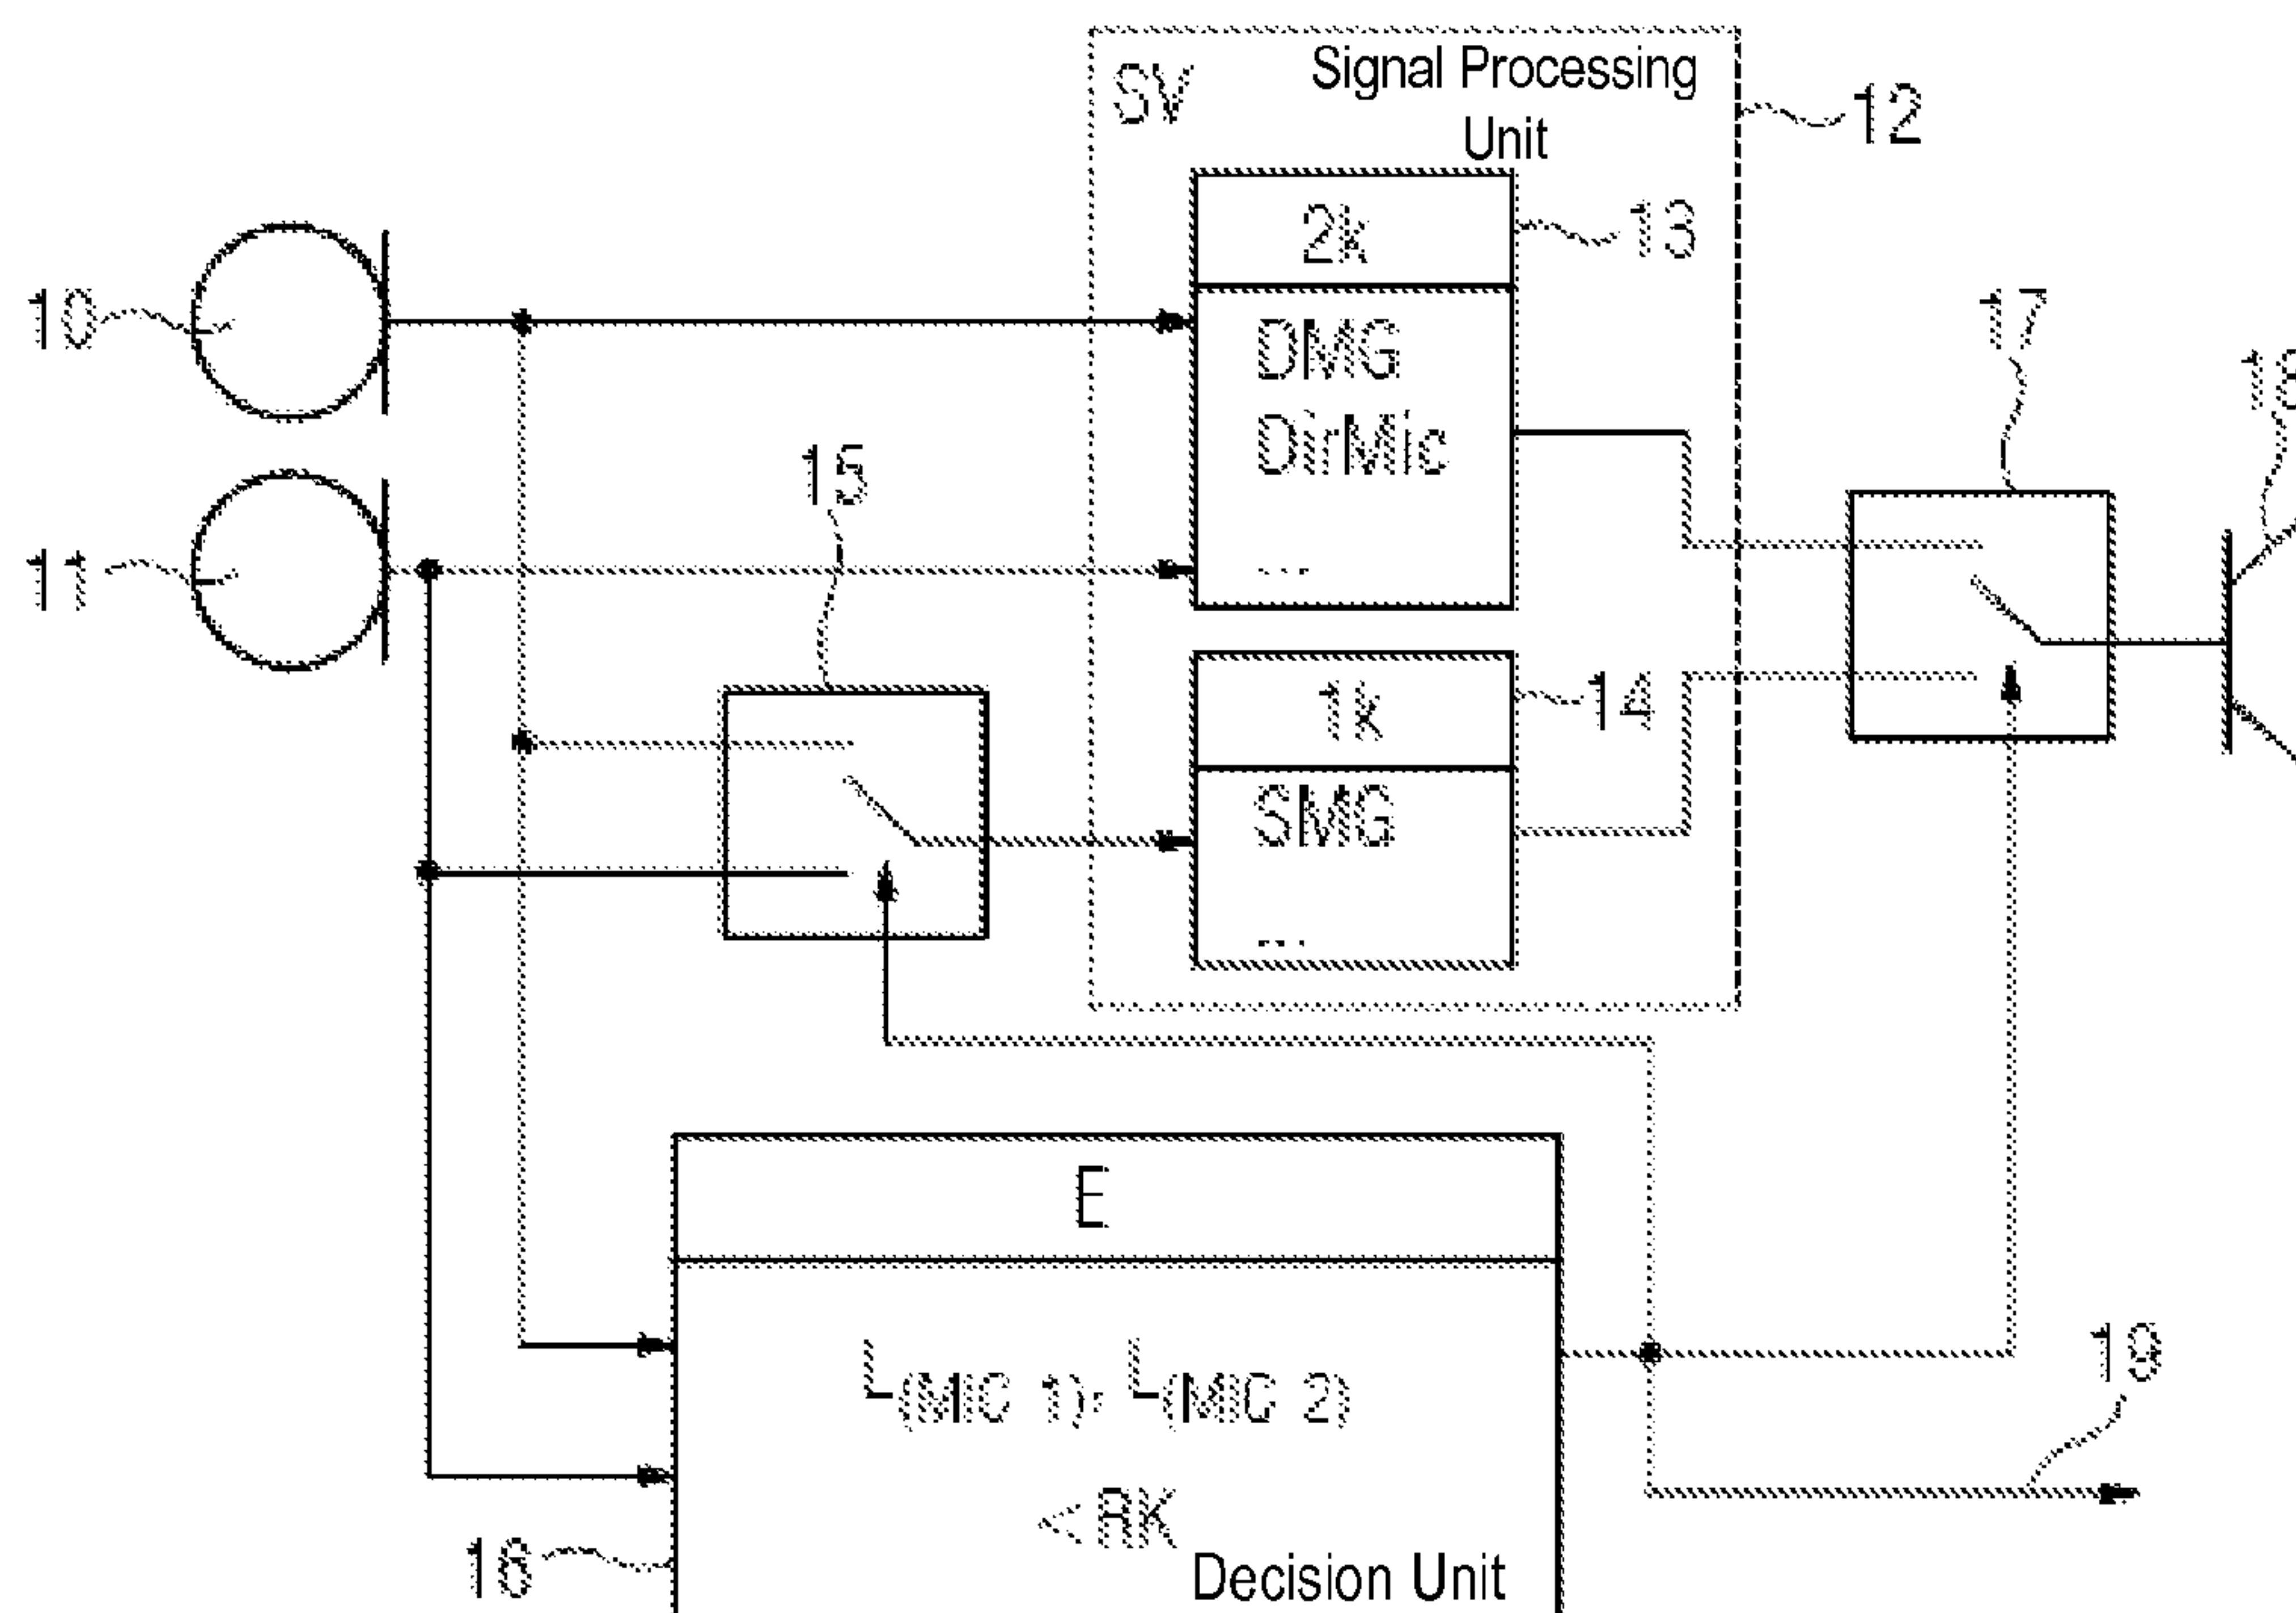 SV
Signal Processing
Unit
12
2k
13
10
DMG
DirMic
...
17
18
15
11
1k
14
SMG
...
E
L(MIC 1), L(MIC 2)
19
< RK
16
Decision Unit